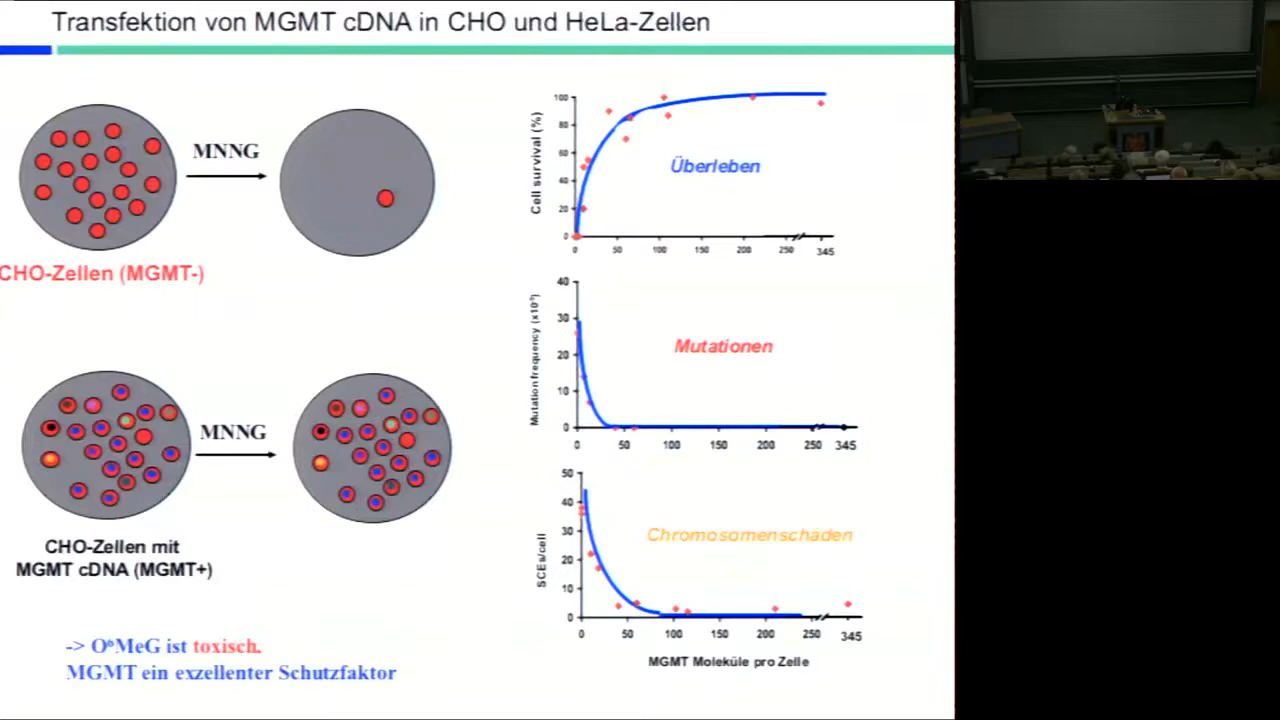 Transfektion von MGMT cDNA in CHO und HeLa-Zellen
MNNG
CHO-Zellen (MGMT-)
MNNG
CHO-Zellen mit
MGMT cDNA (MGMT+)
-> O⁶MeG ist toxisch.
MGMT ein exzellenter Schutzfaktor
Cell survival (%)
100
80
60
40
20
0
Überleben
0 50 100 150 200 250 345
Mutation frequency (x10⁻⁵)
40
30
20
10
0
Mutationen
0 50 100 150 200 250 345
SCEs/cell
50
40
30
20
10
0
Chromosomenschäden
0 50 100 150 200 250 345
MGMT Moleküle pro Zelle